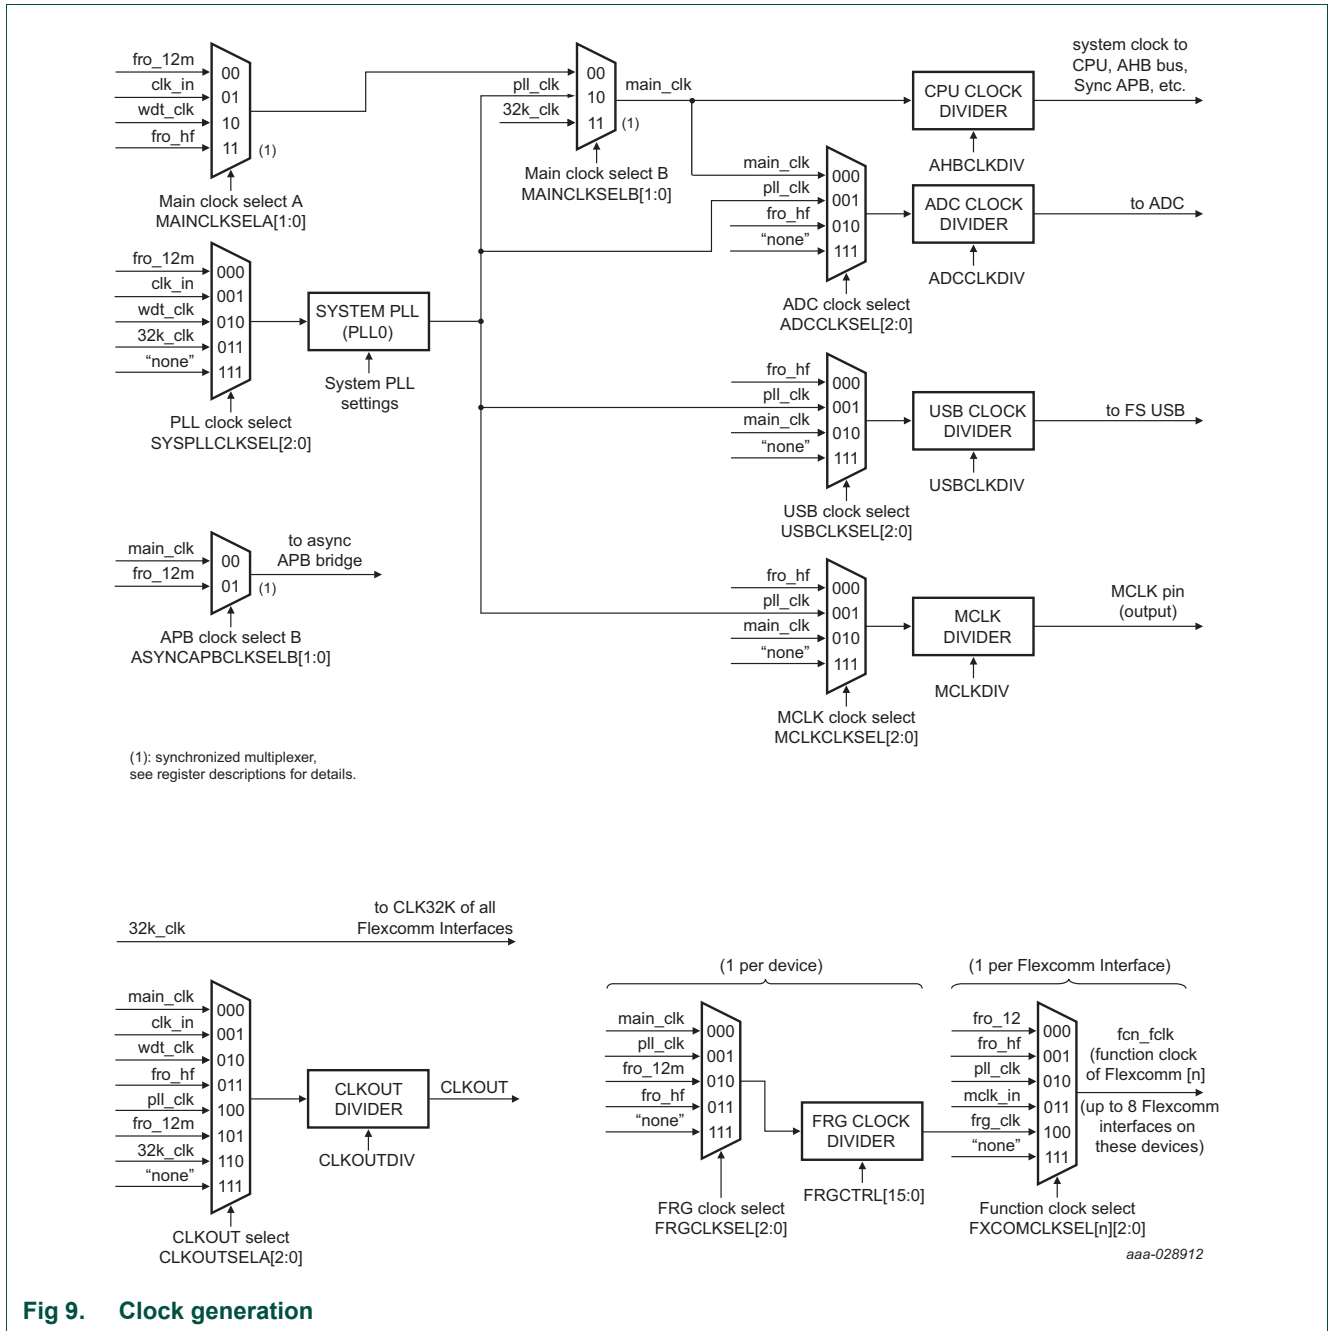 fro_12m
clk_in
wdt_clk
fro_hf
00
01
10
11
(1)
Main clock select A
MAINCLKSELA[1:0]
pll_clk
32k_clk
00
10
11
(1)
main_clk
Main clock select B
MAINCLKSELB[1:0]
CPU CLOCK
DIVIDER
AHBCLKDIV
system clock to
CPU, AHB bus,
Sync APB, etc.
main_clk
pll_clk
fro_hf
“none”
000
001
010
111
ADC clock select
ADCCLKSEL[2:0]
ADC CLOCK
DIVIDER
ADCCLKDIV
to ADC
fro_12m
clk_in
wdt_clk
32k_clk
“none”
000
001
010
011
111
PLL clock select
SYSPLLCLKSEL[2:0]
SYSTEM PLL
(PLL0)
System PLL
settings
fro_hf
pll_clk
main_clk
“none”
000
001
010
111
USB clock select
USBCLKSEL[2:0]
USB CLOCK
DIVIDER
USBCLKDIV
to FS USB
main_clk
fro_12m
00
01
(1)
to async
APB bridge
APB clock select B
ASYNCAPBCLKSELB[1:0]
fro_hf
pll_clk
main_clk
“none”
000
001
010
111
MCLK clock select
MCLKCLKSEL[2:0]
MCLK
DIVIDER
MCLKDIV
MCLK pin
(output)
(1): synchronized multiplexer,
see register descriptions for details.
32k_clk
to CLK32K of all
Flexcomm Interfaces
main_clk
clk_in
wdt_clk
fro_hf
pll_clk
fro_12m
32k_clk
“none”
000
001
010
011
100
101
110
111
CLKOUT select
CLKOUTSELA[2:0]
CLKOUT
DIVIDER
CLKOUTDIV
CLKOUT
(1 per device)
main_clk
pll_clk
fro_12m
fro_hf
“none”
000
001
010
011
111
FRG clock select
FRGCLKSEL[2:0]
FRG CLOCK
DIVIDER
FRGCTRL[15:0]
(1 per Flexcomm Interface)
fro_12
fro_hf
pll_clk
mclk_in
frg_clk
“none”
000
001
010
011
100
111
Function clock select
FXCOMCLKSEL[n][2:0]
fcn_fclk
(function clock
of Flexcomm [n]
(up to 8 Flexcomm
interfaces on
these devices)
aaa-028912
Fig 9. Clock generation